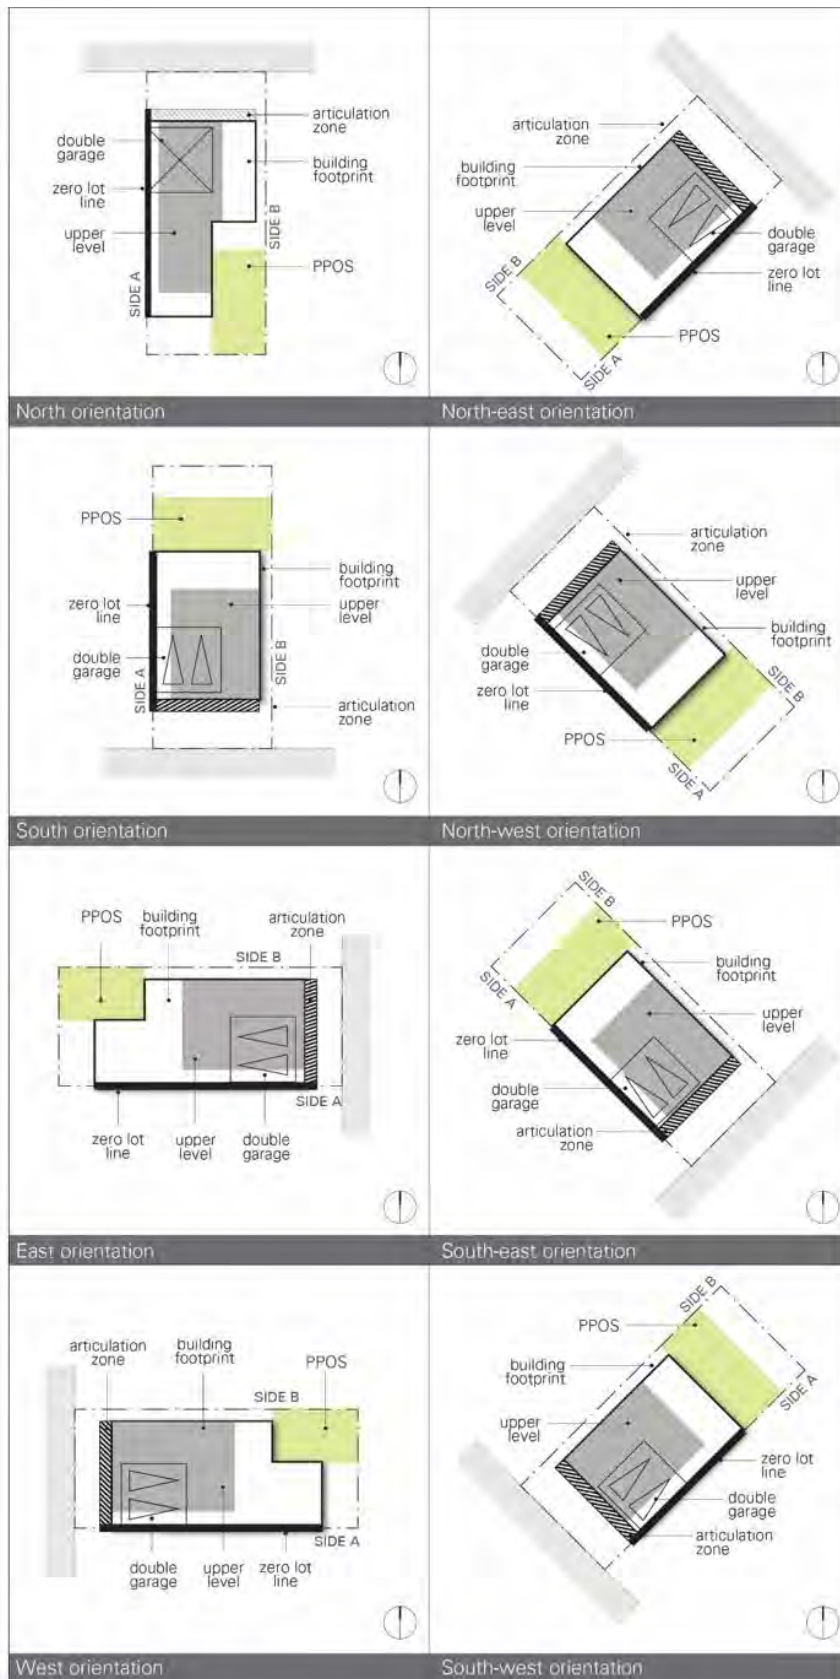 articulation
zone
double
garage
building
footprint
zero lot
line
upper
level
SIDE B
PPOS
SIDE A
North orientation
articulation
zone
building
footprint
upper
level
double
garage
zero lot
line
SIDE B
PPOS
SIDE A
North-east orientation
PPOS
building
footprint
zero lot
line
upper
level
double
garage
SIDE A
SIDE B
articulation
zone
South orientation
articulation
zone
upper
level
building
footprint
double
garage
zero lot
line
SIDE B
PPOS
SIDE A
North-west orientation
PPOS
building
footprint
articulation
zone
SIDE B
SIDE A
zero lot
line
upper
level
double
garage
East orientation
SIDE B
PPOS
SIDE A
building
footprint
upper
level
zero lot
line
double
garage
articulation
zone
South-east orientation
articulation
zone
building
footprint
PPOS
SIDE B
SIDE A
double
garage
upper
level
zero lot
line
West orientation
SIDE B
PPOS
building
footprint
SIDE A
upper
level
zero lot
line
double
garage
articulation
zone
South-west orientation